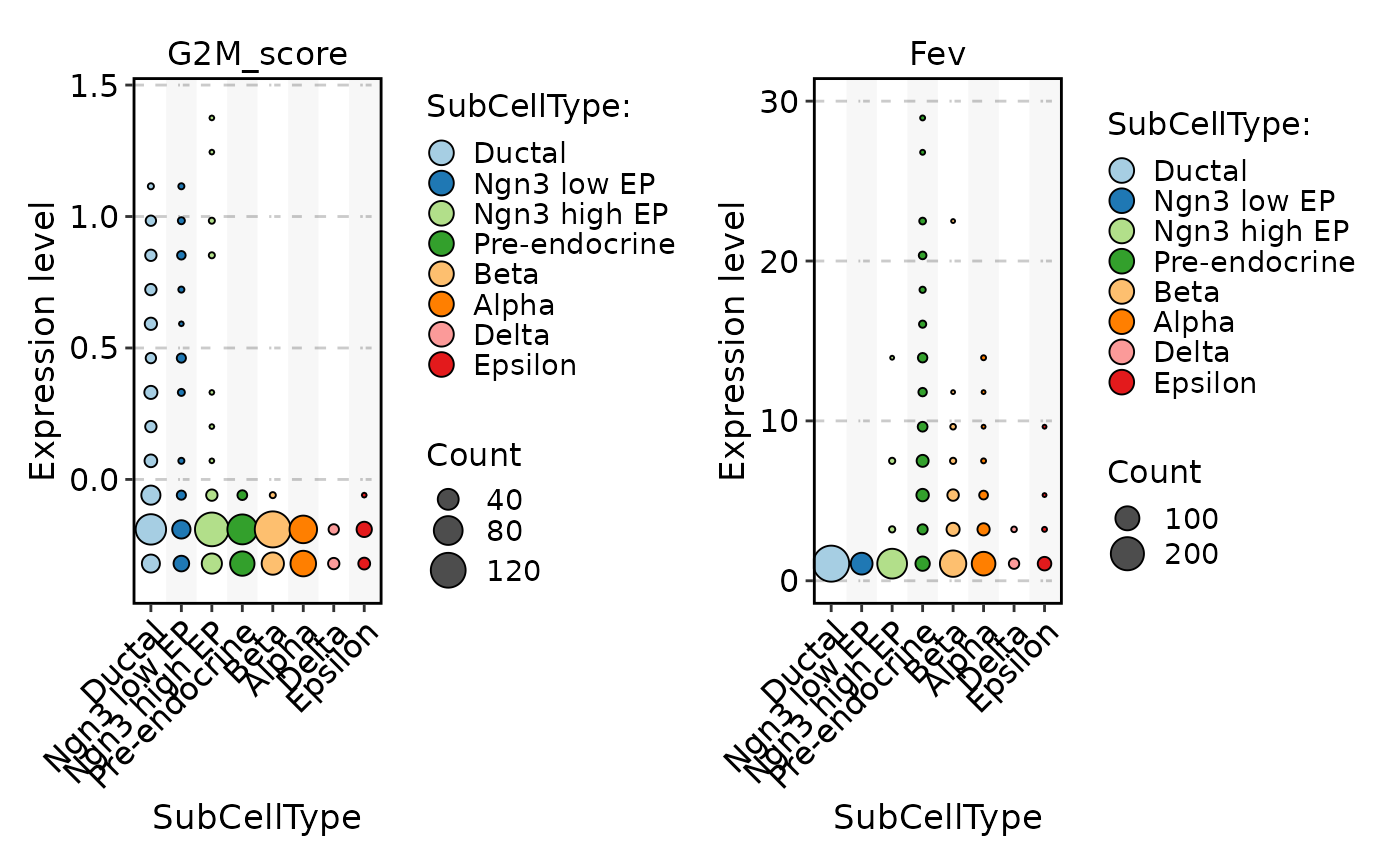 G2M_score
Expression level
1.5
1.0
0.5
0.0
Ductal
Ngn3 low EP
Ngn3 high EP
Pre-endocrine
Beta
Alpha
Delta
Epsilon
SubCellType
SubCellType:
Ductal
Ngn3 low EP
Ngn3 high EP
Pre-endocrine
Beta
Alpha
Delta
Epsilon
Count
40
80
120
Fev
Expression level
30
20
10
0
Ductal
Ngn3 low EP
Ngn3 high EP
Pre-endocrine
Beta
Alpha
Delta
Epsilon
SubCellType
SubCellType:
Ductal
Ngn3 low EP
Ngn3 high EP
Pre-endocrine
Beta
Alpha
Delta
Epsilon
Count
100
200